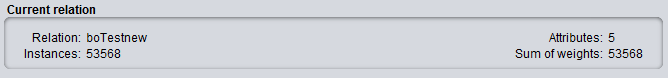 Current relation
Relation: boTestnew Attributes: 5
Instances: 53568 Sum of weights: 53568